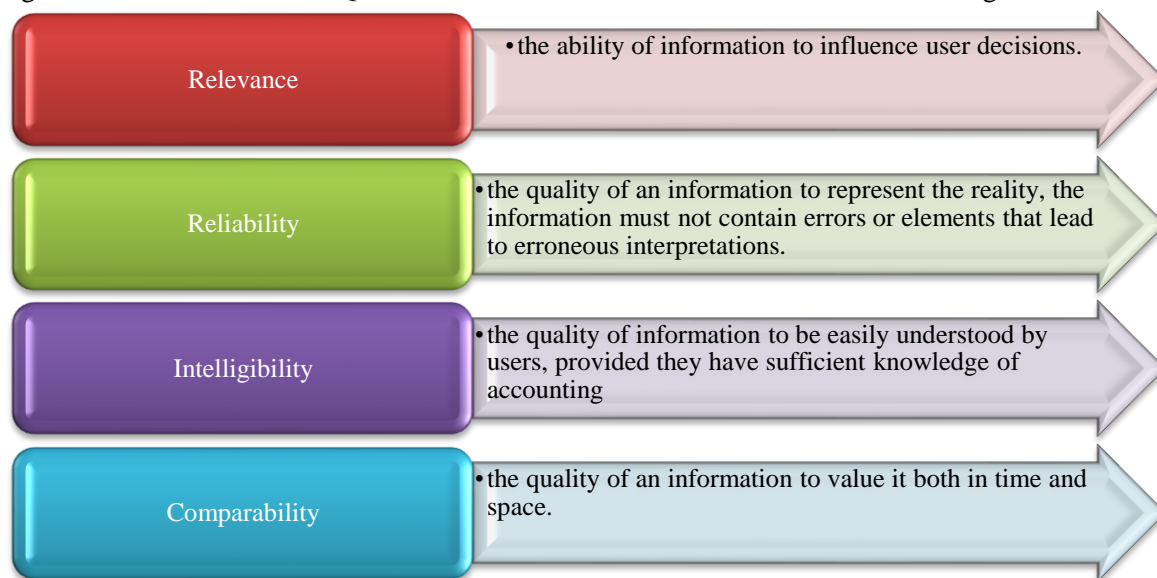 Relevance
•the ability of information to influence user decisions.
Reliability
•the quality of an information to represent the reality, the
information must not contain errors or elements that lead
to erroneous interpretations.
Intelligibility
•the quality of information to be easily understood by
users, provided they have sufficient knowledge of
accounting
Comparability
•the quality of an information to value it both in time and
space.